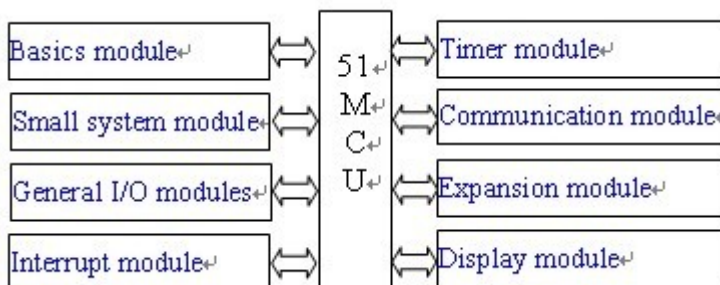 Basics module
Small system module
General I/O modules
Interrupt module
51
M
C
U
Timer module
Communication module
Expansion module
Display module